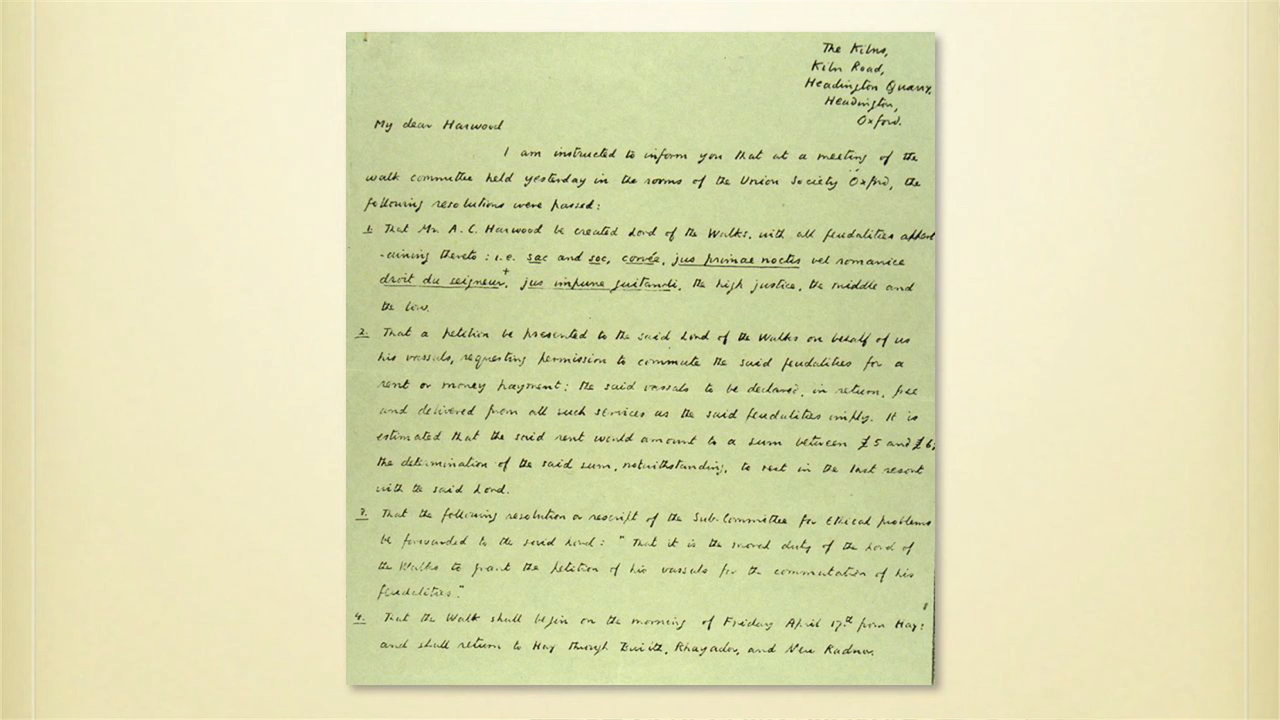 The Kilns,
Kiln Road,
Headington Quarry,
Headington,
Oxford.
My dear Harwood
I am instructed to inform you that at a meeting of the
walk committee held yesterday in the rooms of the Union Society Oxford, the
following resolutions were passed:
1. That Mr. A. C. Harwood be created Lord of the Walks, with all feudalities appert
-aining thereto: i.e. sac and soc, corvée, jus primae noctis vel romanice
droit du seigneur,+ jus impune guitandi, the high justice, the middle and
the low.
2. That a petition be presented to the said Lord of the Walks on behalf of us
his vassals, requesting permission to commute the said feudalities for a
rent or money payment: the said vassals to be declared, in return, free
and delivered from all such services as the said feudalities imply. It is
estimated that the said rent would amount to a sum between £5 and £6;
the determination of the said sum, notwithstanding, to rest in the last resort
with the said Lord.
3. That the following resolution or rescript of the Sub-Committee for Ethical problems
be forwarded to the said Lord: "That it is the moral duty of the Lord of
the Walks to grant the petition of his vassals for the commutation of his
feudalities."
4. That the Walk shall begin on the morning of Friday April 17th from Hay:
and shall return to Hay through Builth, Rhayader, and New Radnor.